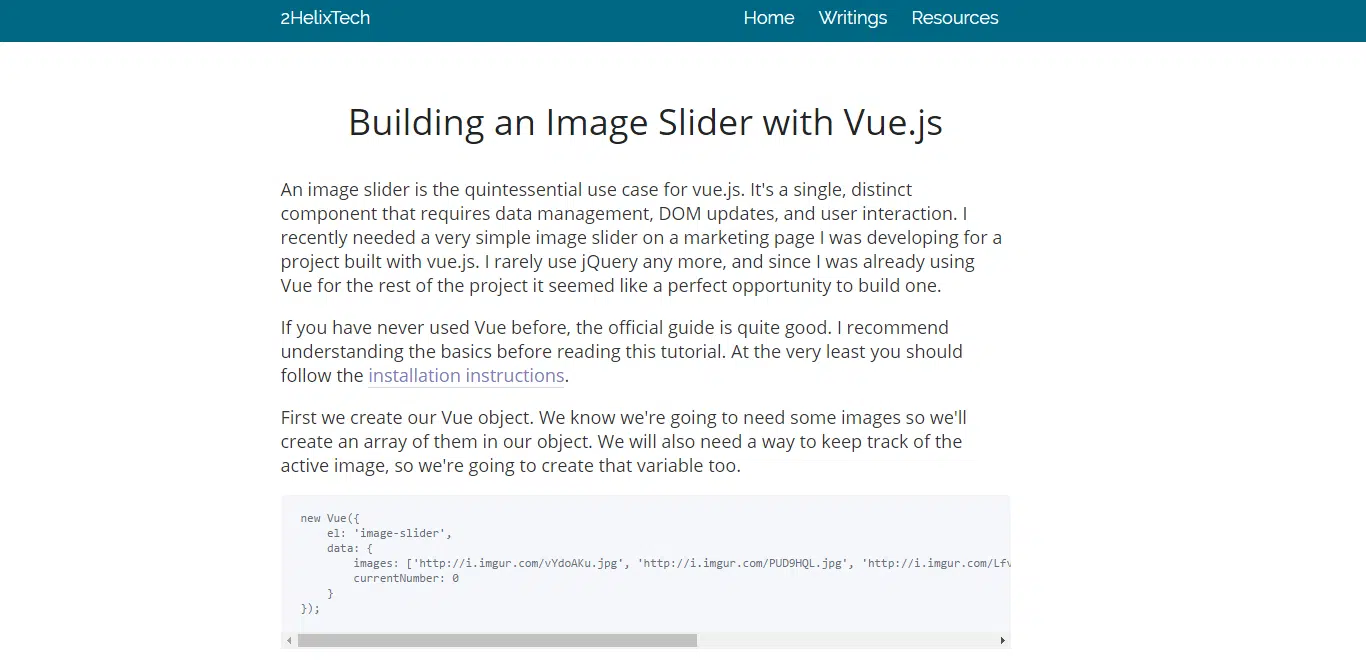 2HelixTech Home Writings Resources
Building an Image Slider with Vue.js
An image slider is the quintessential use case for vue.js. It's a single, distinct
component that requires data management, DOM updates, and user interaction. I
recently needed a very simple image slider on a marketing page I was developing for a
project built with vue.js. I rarely use jQuery any more, and since I was already using
Vue for the rest of the project it seemed like a perfect opportunity to build one.
If you have never used Vue before, the official guide is quite good. I recommend
understanding the basics before reading this tutorial. At the very least you should
follow the installation instructions.
First we create our Vue object. We know we're going to need some images so we'll
create an array of them in our object. We will also need a way to keep track of the
active image, so we're going to create that variable too.
new Vue({
    el: 'image-slider',
    data: {
        images: ['http://i.imgur.com/vYdoAKu.jpg', 'http://i.imgur.com/PUD9HQL.jpg', 'http://i.imgur.com/Lfv
        currentNumber: 0
    }
});